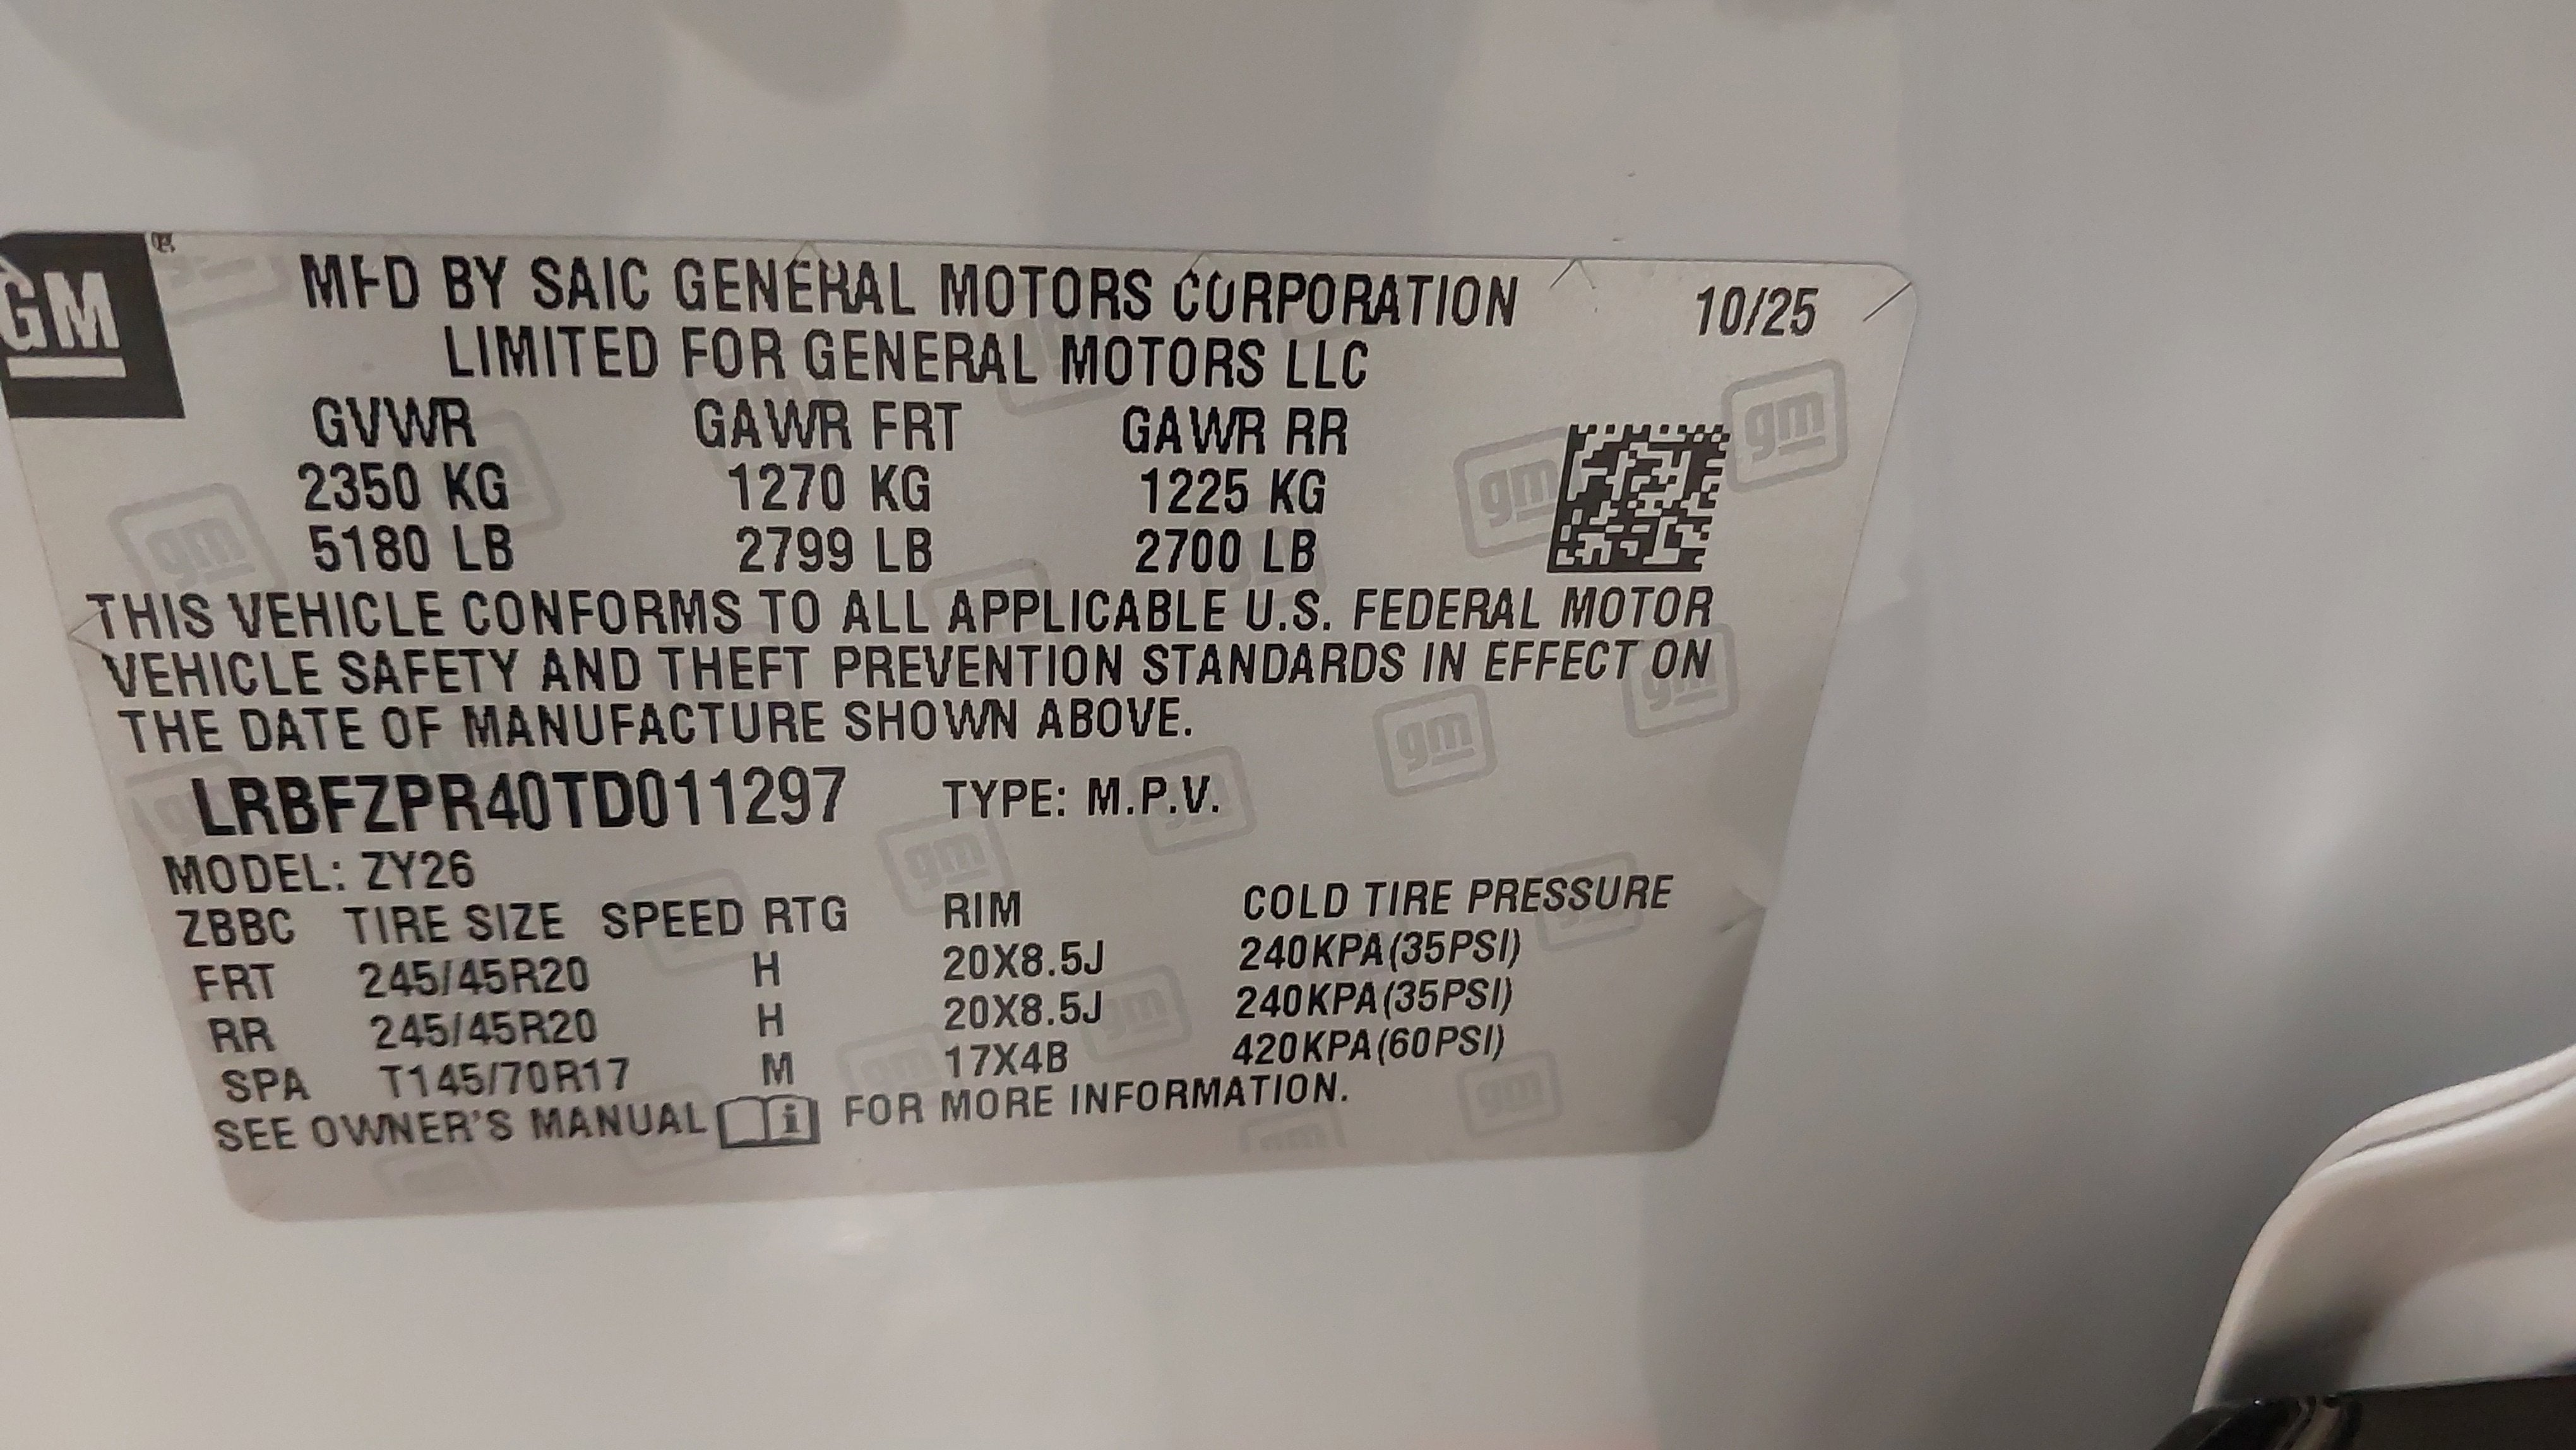 GM
MFD BY SAIC GENERAL MOTORS CORPORATION 10/25
LIMITED FOR GENERAL MOTORS LLC
GVWR GAWR FRT GAWR RR
2350 KG 1270 KG 1225 KG
5180 LB 2799 LB 2700 LB
THIS VEHICLE CONFORMS TO ALL APPLICABLE U.S. FEDERAL MOTOR
VEHICLE SAFETY AND THEFT PREVENTION STANDARDS IN EFFECT ON
THE DATE OF MANUFACTURE SHOWN ABOVE.
LRBFZPR40TD011297 TYPE: M.P.V.
MODEL: ZY26
ZBBC TIRE SIZE SPEED RTG RIM COLD TIRE PRESSURE
FRT 245/45R20 H 20X8.5J 240KPA(35PSI)
RR 245/45R20 H 20X8.5J 240KPA(35PSI)
SPA T145/70R17 M 17X4B 420KPA(60PSI)
SEE OWNER'S MANUAL i FOR MORE INFORMATION.